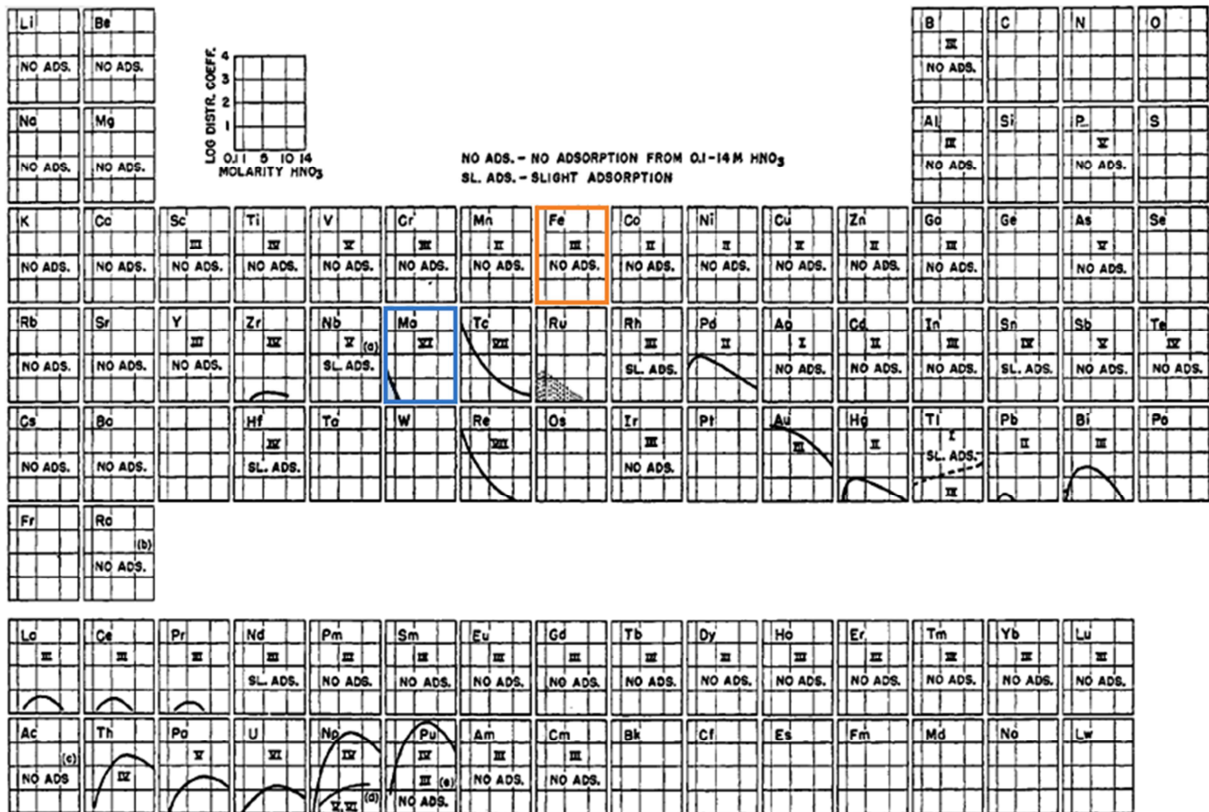 Li Be B C N O
III
NO ADS. NO ADS. NO ADS.
LOG DISTR. COEFF.
4
3
2
1
0.1 1 5 10 14
MOLARITY HNO3
Na Mg Al Si P S
III V
NO ADS. NO ADS. NO ADS. NO ADS.
NO ADS. – NO ADSORPTION FROM 0.1-14 M HNO3
SL. ADS. – SLIGHT ADSORPTION
K Ca Sc Ti V Cr Mn Fe Co Ni Cu Zn Ga Ge As Se
III IV V III II III II II II II III V
NO ADS. NO ADS. NO ADS. NO ADS. NO ADS. NO ADS. NO ADS. NO ADS. NO ADS. NO ADS. NO ADS. NO ADS. NO ADS. NO ADS.
Rb Sr Y Zr Nb Mo Tc Ru Rh Pd Ag Cd In Sn Sb Te
III IV V (a) VI VII III II I II III IV V IV
NO ADS. NO ADS. NO ADS. SL. ADS. SL. ADS. NO ADS. NO ADS. NO ADS. SL. ADS. NO ADS. NO ADS.
Cs Ba Hf Ta W Re Os Ir Pt Au Hg Tl Pb Bi Po
IV VII III III II I II III
NO ADS. NO ADS. SL. ADS. NO ADS. SL. ADS.
III
Fr Ra
(b)
NO ADS.
La Ce Pr Nd Pm Sm Eu Gd Tb Dy Ho Er Tm Yb Lu
III III III III III III III III III III III III III III III
SL. ADS. NO ADS. NO ADS. NO ADS. NO ADS. NO ADS. NO ADS. NO ADS. NO ADS. NO ADS. NO ADS. NO ADS.
Ac Th Pa U Np Pu Am Cm Bk Cf Es Fm Md No Lw
(c) V VI IV IV III III
NO ADS IV III (e) NO ADS. NO ADS.
V, VI (d) NO ADS.